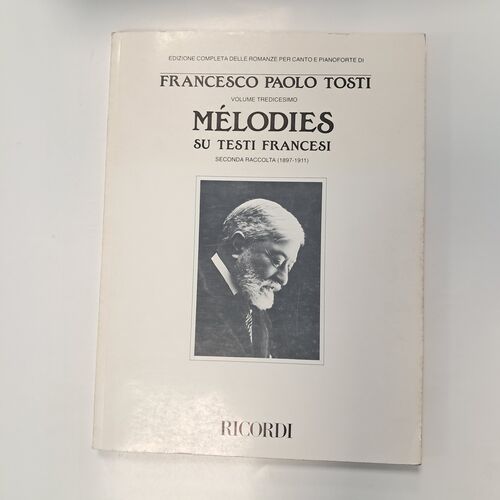 EDIZIONE COMPLETA DELLE ROMANZE PER CANTO E PIANOFORTE DI
FRANCESCO PAOLO TOSTI
VOLUME TREDICESIMO
MÉLODIES
SU TESTI FRANCESI
SECONDA RACCOLTA (1897-1911)
RICORDI